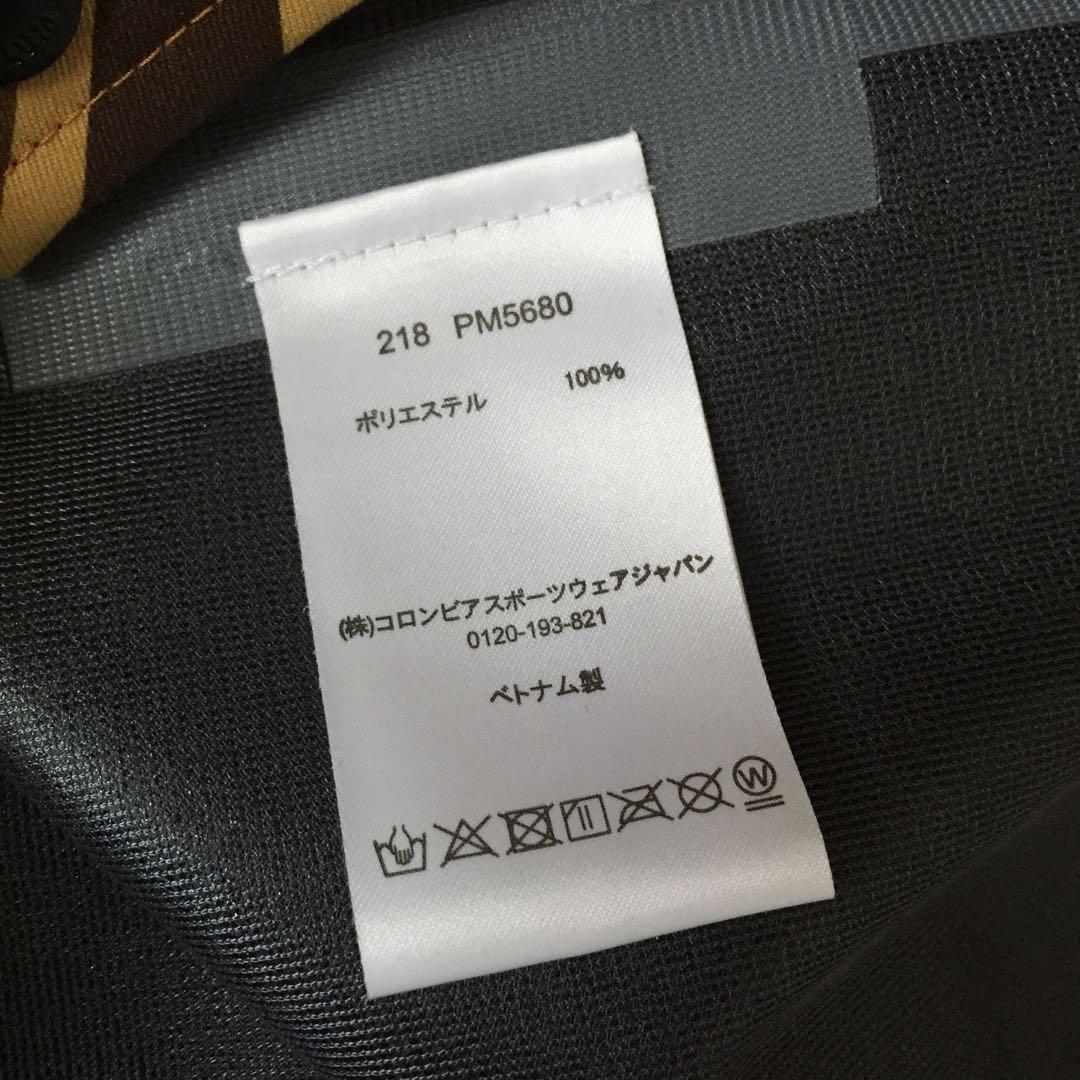 218 PM5680
ポリエステル 100%
(株)コロンビアスポーツウェアジャパン
0120-193-821
ベトナム製
W